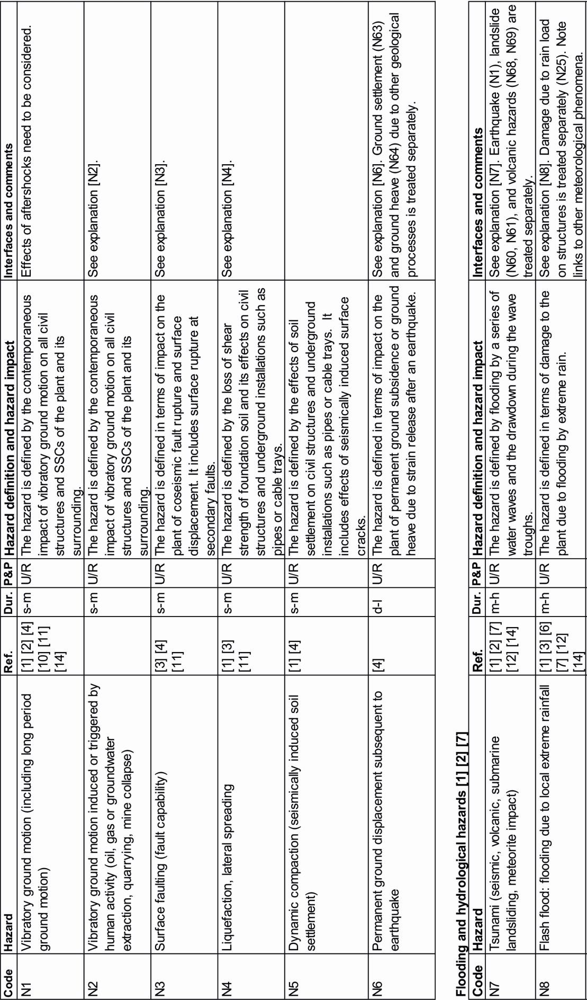 Code Hazard Ref. Dur. P&P Hazard definition and hazard impact Interfaces and comments
N1 Vibratory ground motion (including long period [1] [2] [4] s-m U/R The hazard is defined by the contemporaneous Effects of aftershocks need to be considered.
ground motion) [10] [11] impact of vibratory ground motion on all civil
[14] structures and SSCs of the plant and its
surrounding.
N2 Vibratory ground motion induced or triggered by s-m U/R The hazard is defined by the contemporaneous See explanation [N2].
human activity (oil, gas or groundwater impact of vibratory ground motion on all civil
extraction, quarrying, mine collapse) structures and SSCs of the plant and its
surrounding.
N3 Surface faulting (fault capability) [3] [4] s-m U/R The hazard is defined in terms of impact on the See explanation [N3].
[11] plant of coseismic fault rupture and surface
displacement. It includes surface rupture at
secondary faults.
N4 Liquefaction, lateral spreading [1] [3] s-m U/R The hazard is defined by the loss of shear See explanation [N4].
[11] strength of foundation soil and its effects on civil
structures and underground installations such as
pipes or cable trays.
N5 Dynamic compaction (seismically induced soil [1] [4] s-m U/R The hazard is defined by the effects of soil
settlement) settlement on civil structures and underground
installations such as pipes or cable trays. It
includes effects of seismically induced surface
cracks.
N6 Permanent ground displacement subsequent to [4] d-l U/R The hazard is defined in terms of impact on the See explanation [N6]. Ground settlement (N63)
earthquake plant of permanent ground subsidence or ground and ground heave (N64) due to other geological
heave due to strain release after an earthquake. processes is treated separately.
Flooding and hydrological hazards [1] [2] [7]
Code Hazard Ref. Dur. P&P Hazard definition and hazard impact Interfaces and comments
N7 Tsunami (seismic, volcanic, submarine [1] [2] [7] m-h U/R The hazard is defined by flooding by a series of See explanation [N7]. Earthquake (N1), landslide
landsliding, meteorite impact) [12] [14] water waves and the drawdown during the wave (N60, N61), and volcanic hazards (N68, N69) are
troughs. treated separately.
N8 Flash flood: flooding due to local extreme rainfall [1] [3] [6] m-h U/R The hazard is defined in terms of damage to the See explanation [N8]. Damage due to rain load
[7] [12] plant due to flooding by extreme rain. on structures is treated separately (N25). Note
[14] links to other meteorological phenomena.